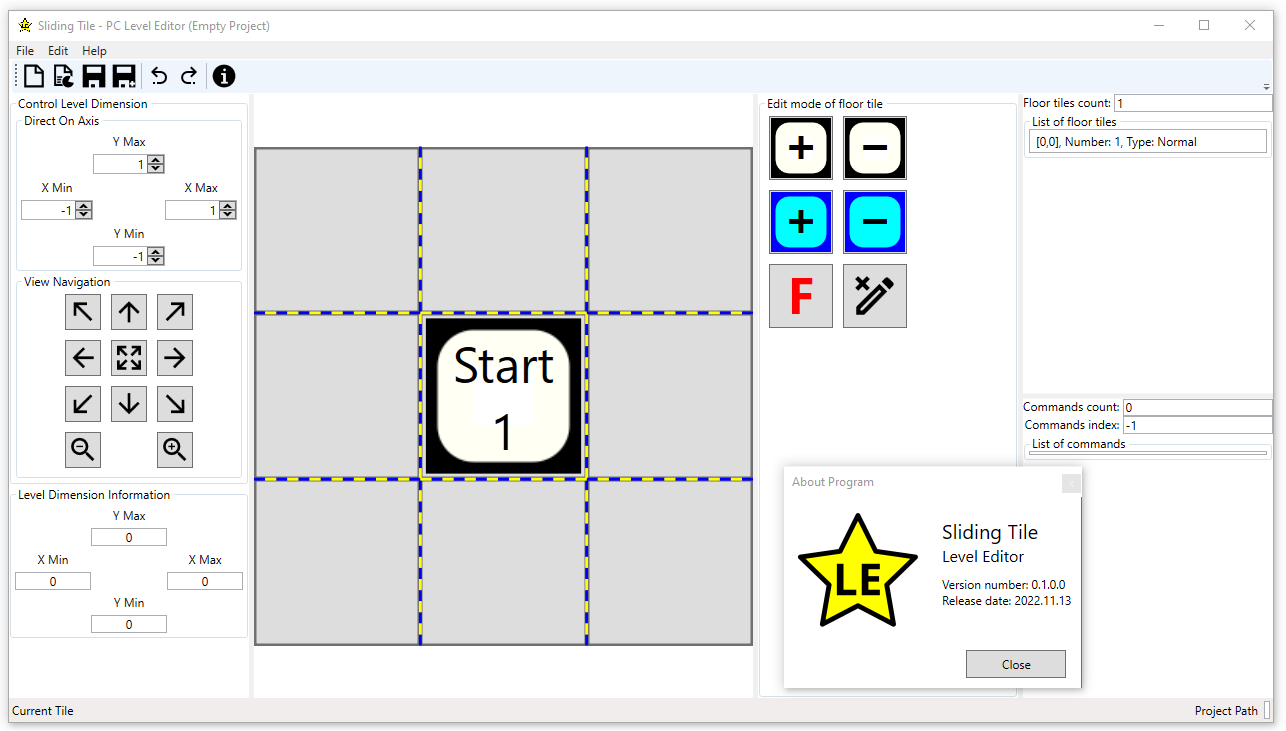 Sliding Tile - PC Level Editor (Empty Project)
File Edit Help
Control Level Dimension
Direct On Axis
Y Max
1
X Min X Max
-1 1
Y Min
-1
View Navigation
Level Dimension Information
Y Max
0
X Min X Max
0 0
Y Min
0
Start
1
Edit mode of floor tile
F
Floor tiles count: 1
List of floor tiles
[0,0], Number: 1, Type: Normal
Commands count: 0
Commands index: -1
List of commands
About Program
LE
Sliding Tile
Level Editor
Version number: 0.1.0.0
Release date: 2022.11.13
Close
Current Tile
Project Path